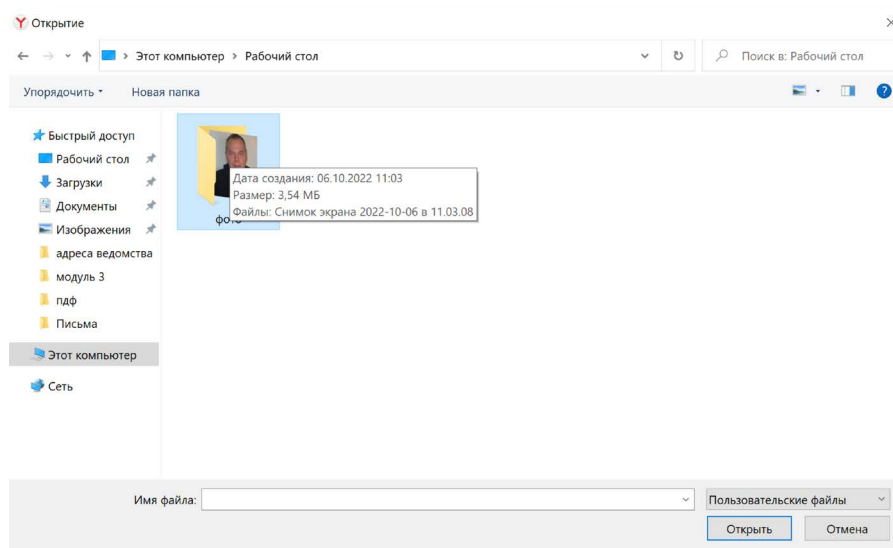 Открытие
Этот компьютер › Рабочий стол
Поиск в: Рабочий стол
Упорядочить
Новая папка
Быстрый доступ
Рабочий стол
Загрузки
Документы
Изображения
адреса ведомства
модуль 3
пдф
Письма
Этот компьютер
Сеть
Дата создания: 06.10.2022 11:03
Размер: 3,54 МБ
Файлы: Снимок экрана 2022-10-06 в 11.03.08
фото
Имя файла:
Пользовательские файлы
Открыть
Отмена